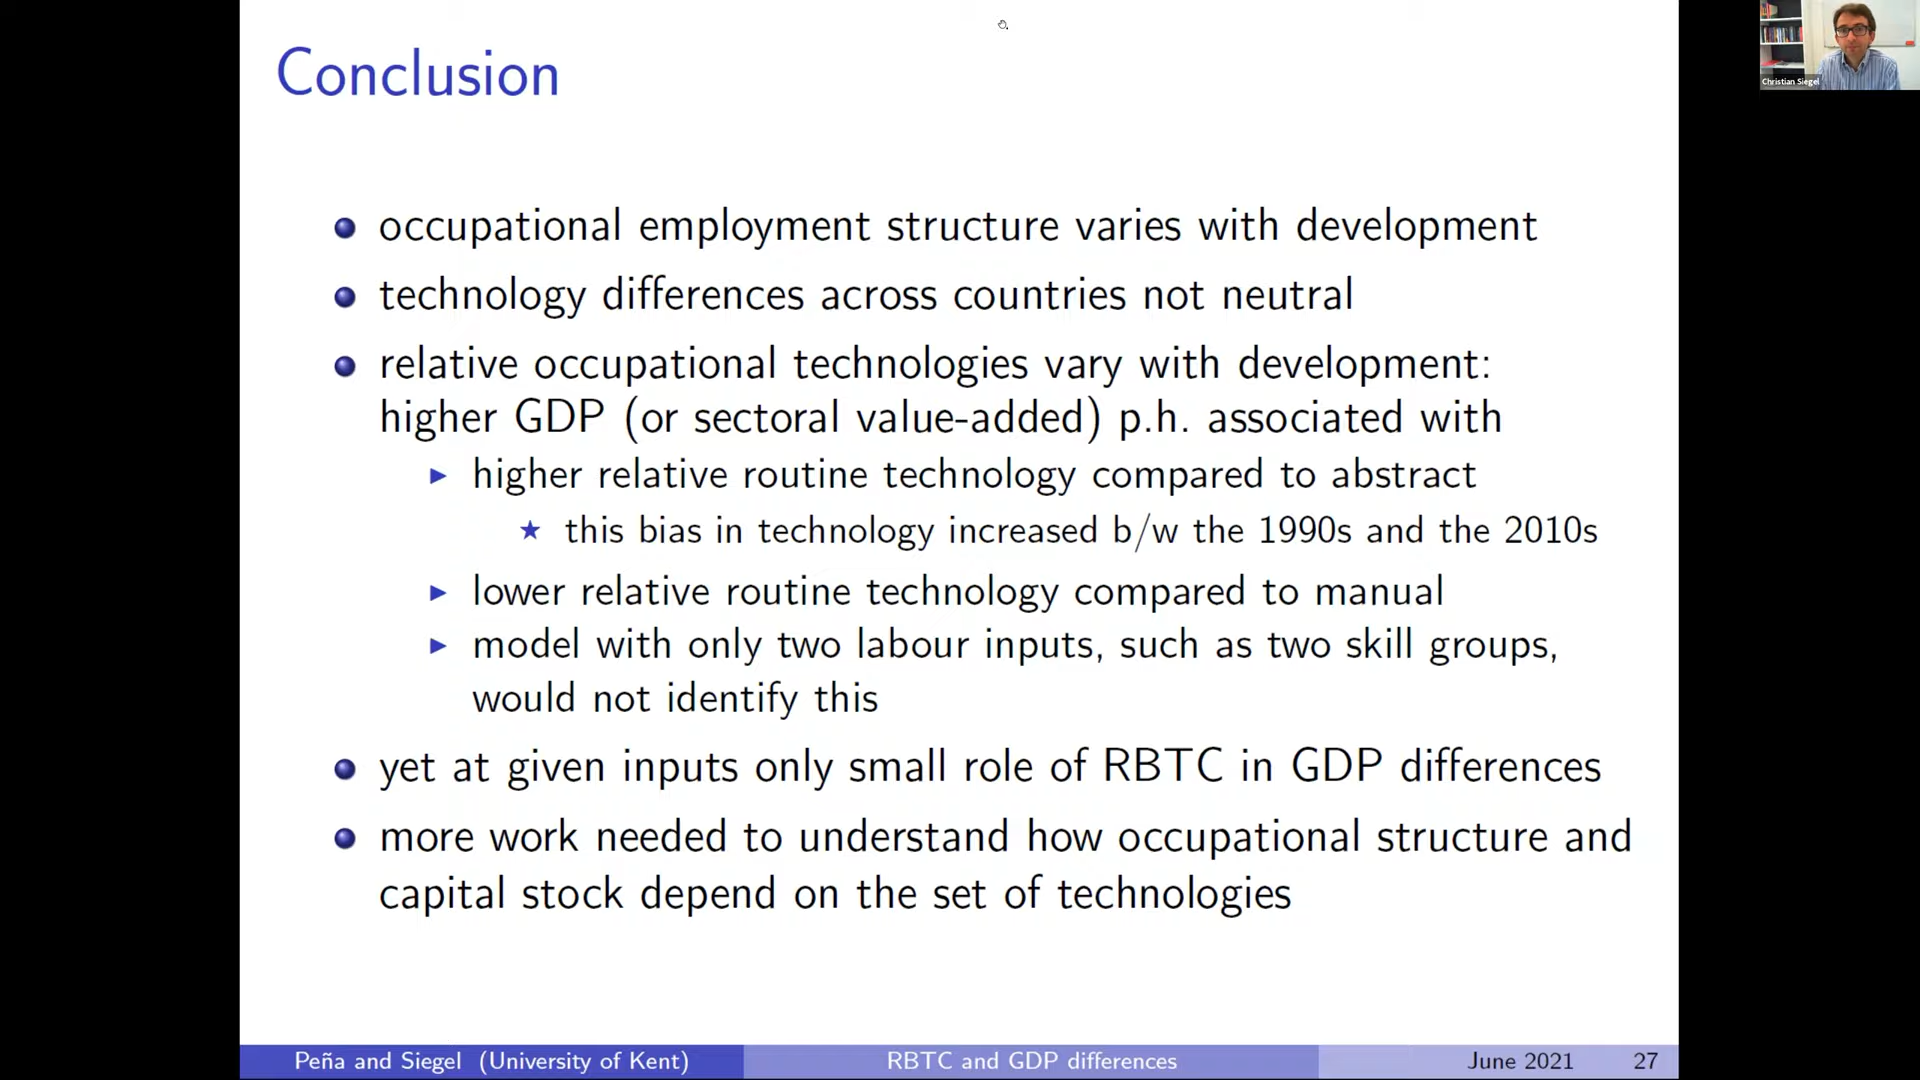 Conclusion
occupational employment structure varies with development
technology differences across countries not neutral
relative occupational technologies vary with development:
higher GDP (or sectoral value-added) p.h. associated with
higher relative routine technology compared to abstract
this bias in technology increased b/w the 1990s and the 2010s
lower relative routine technology compared to manual
model with only two labour inputs, such as two skill groups,
would not identify this
yet at given inputs only small role of RBTC in GDP differences
more work needed to understand how occupational structure and
capital stock depend on the set of technologies
Peña and Siegel (University of Kent)
RBTC and GDP differences
June 2021
27
Christian Siegel